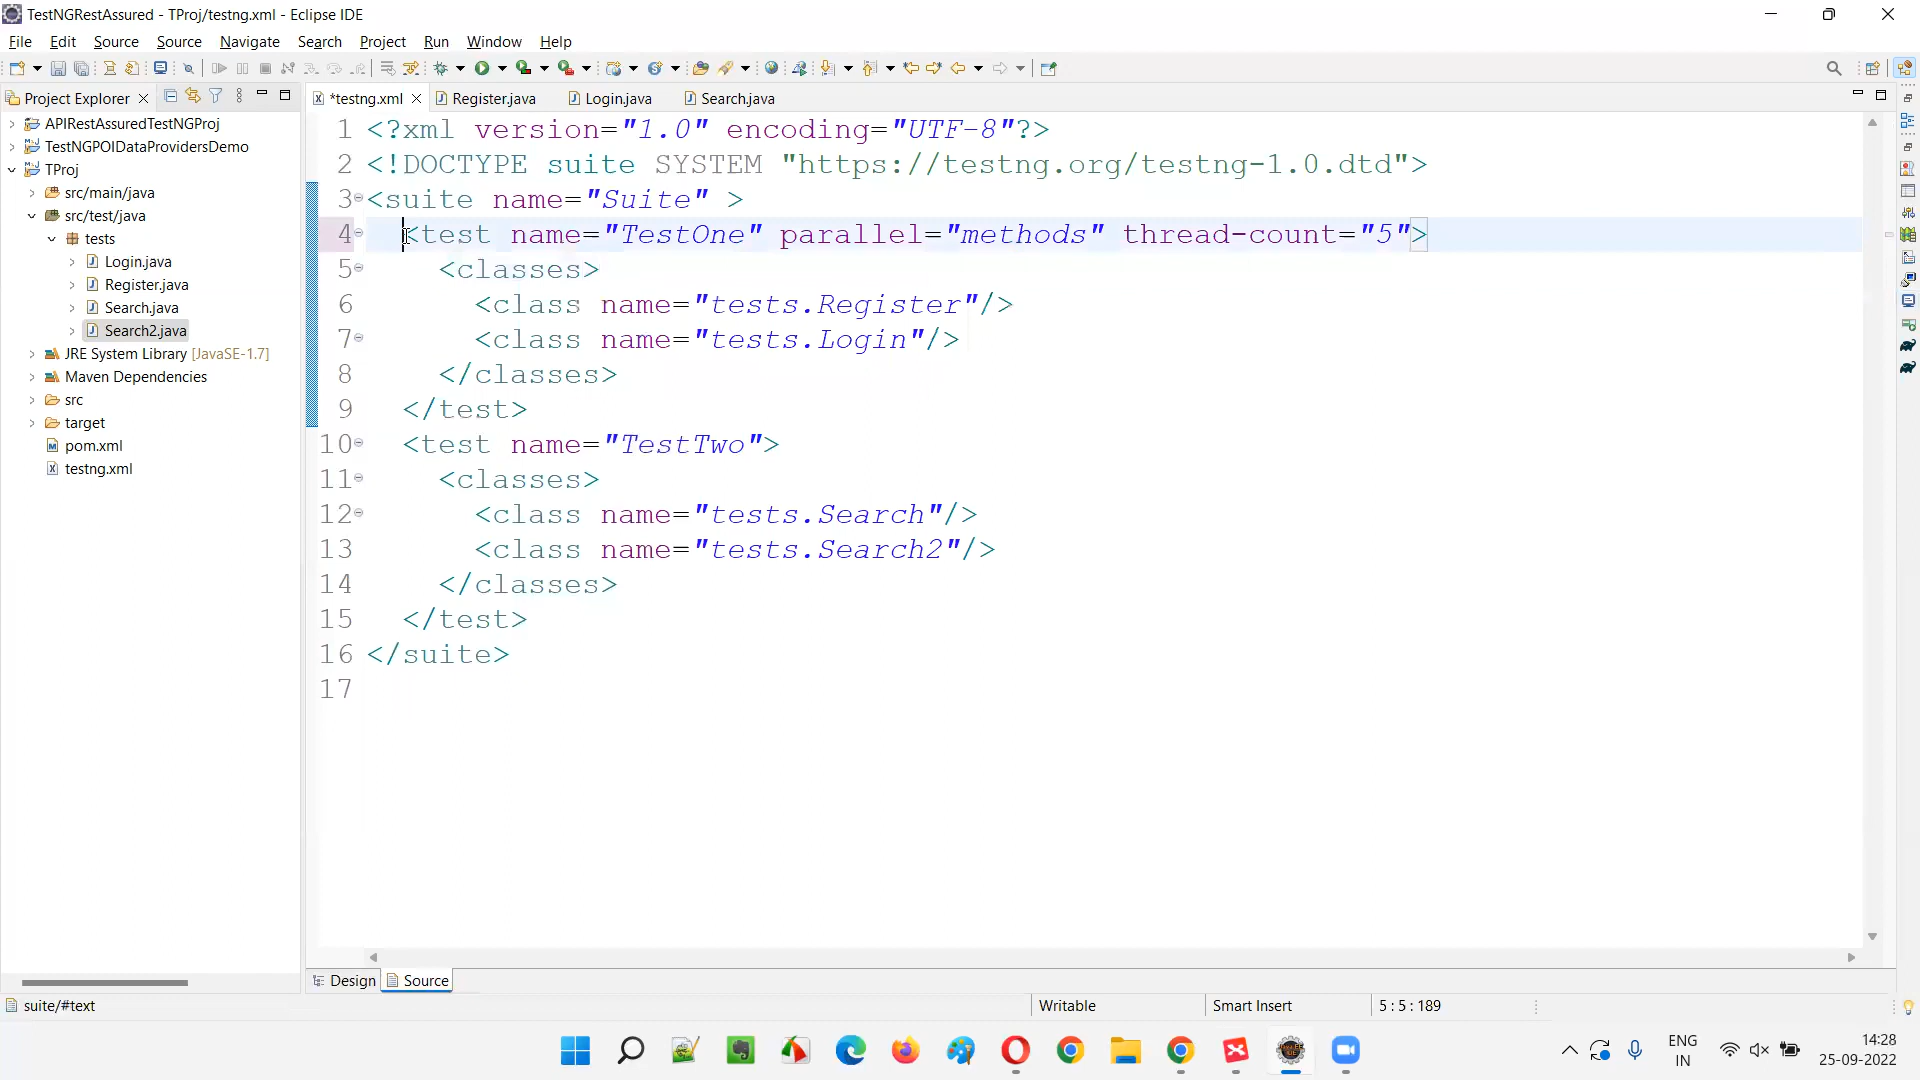 TestNGRestAssured - TProj/testng.xml - Eclipse IDE
File Edit Source Source Navigate Search Project Run Window Help
Project Explorer
*testng.xml Register.java Login.java Search.java
APIRestAssuredTestNGProj
TestNGPOIDataProvidersDemo
TProj
src/main/java
src/test/java
tests
Login.java
Register.java
Search.java
Search2.java
JRE System Library [JavaSE-1.7]
Maven Dependencies
src
target
pom.xml
testng.xml
1 <?xml version="1.0" encoding="UTF-8"?>
2 <!DOCTYPE suite SYSTEM "https://testng.org/testng-1.0.dtd">
3 <suite name="Suite" >
4 <test name="TestOne" parallel="methods" thread-count="5">
5 <classes>
6 <class name="tests.Register"/>
7 <class name="tests.Login"/>
8 </classes>
9 </test>
10 <test name="TestTwo">
11 <classes>
12 <class name="tests.Search"/>
13 <class name="tests.Search2"/>
14 </classes>
15 </test>
16 </suite>
17
Design Source
suite/#text Writable Smart Insert 5 : 5 : 189
ENG 14:28
IN 25-09-2022